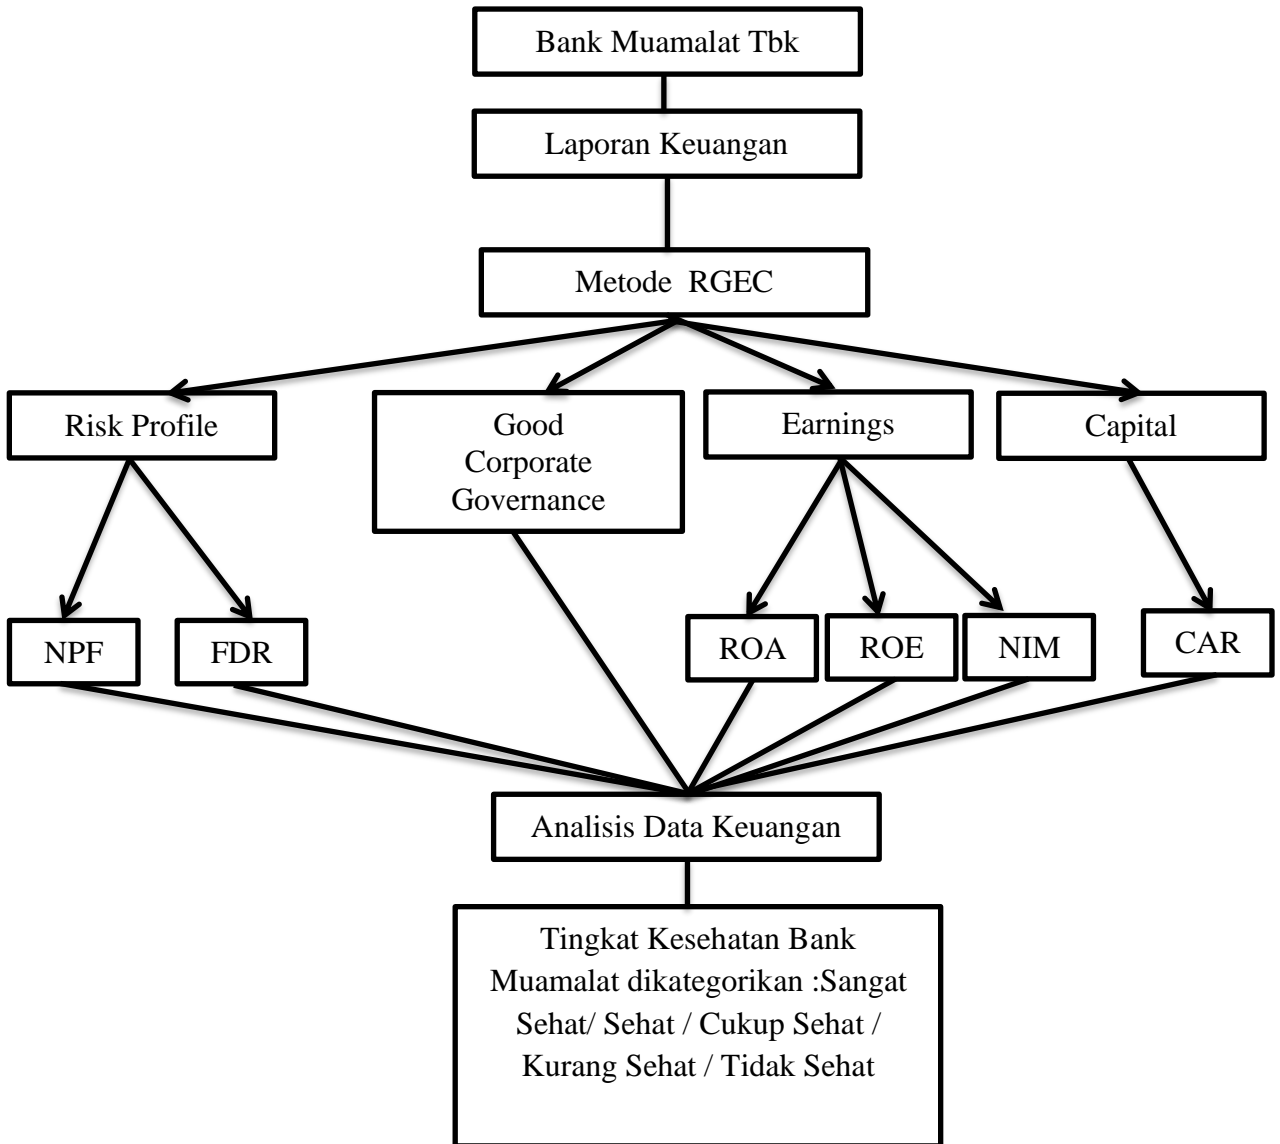 Bank Muamalat Tbk
Laporan Keuangan
Metode  RGEC
Risk Profile
Good
Corporate
Governance
Earnings
Capital
NPF
FDR
ROA
ROE
NIM
CAR
Analisis Data Keuangan
Tingkat Kesehatan Bank
Muamalat dikategorikan :Sangat
Sehat/ Sehat / Cukup Sehat /
Kurang Sehat / Tidak Sehat